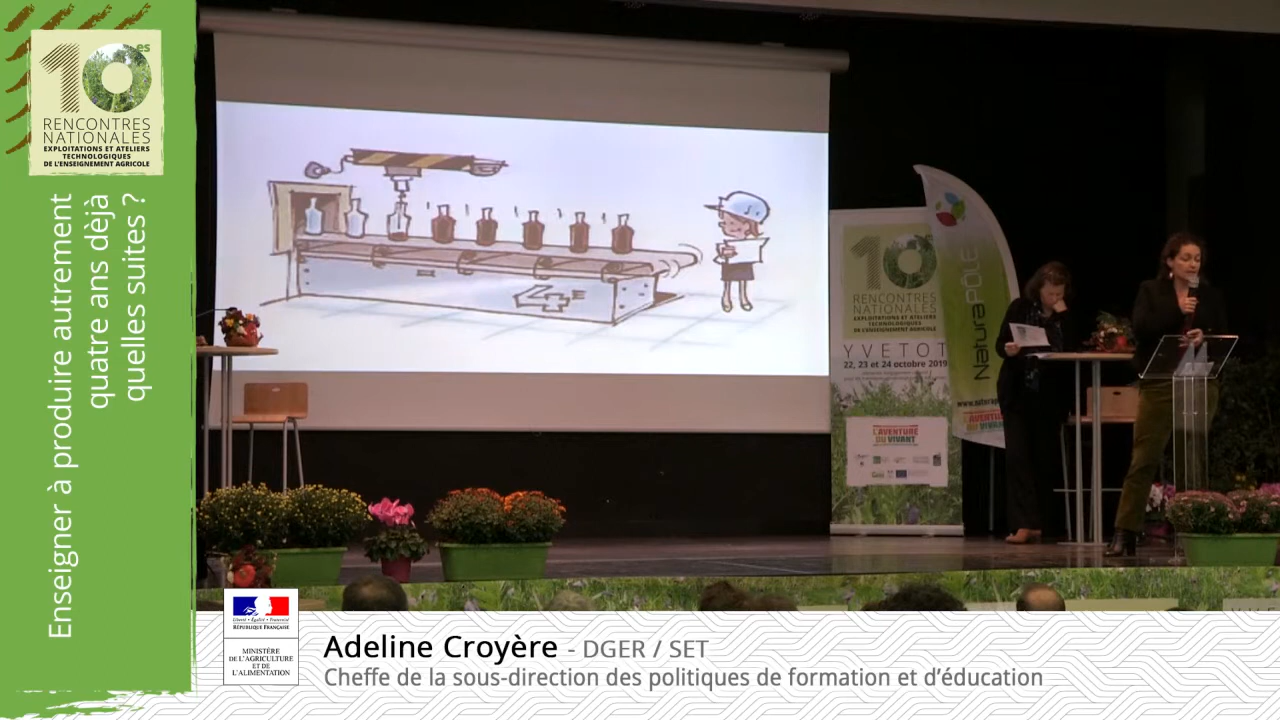 10es
RENCONTRES
NATIONALES
EXPLOITATIONS ET ATELIERS
TECHNOLOGIQUES
DE L'ENSEIGNEMENT AGRICOLE
Enseigner à produire autrement
quatre ans dèjà
quelles suites ?
10
RENCONTRES
NATIONALES
EXPLOITATIONS ET ATELIERS
TECHNOLOGIQUES
DE L'ENSEIGNEMENT AGRICOLE
YVETOT
22, 23 et 24 octobre 2019
L'AVENTURE
DU VIVANT
NaturaPÔLE
Liberté • Égalité • Fraternité
RÉPUBLIQUE FRANÇAISE
MINISTÈRE
DE L'AGRICULTURE
ET DE
L'ALIMENTATION
Adeline Croyère - DGER / SET
Cheffe de la sous-direction des politiques de formation et d'éducation